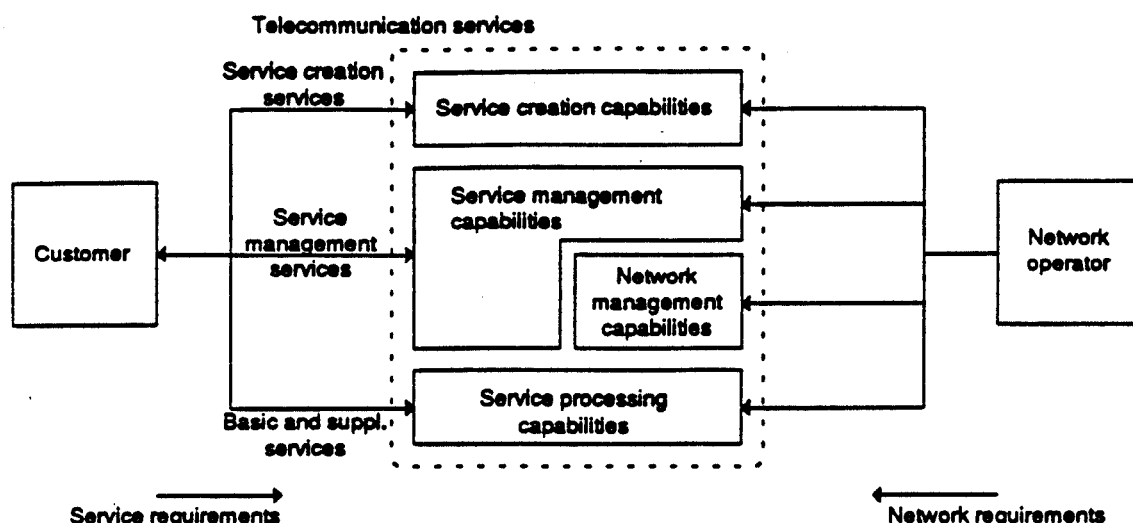 Telecommunication services
Service creation
services
Service creation capabilities
Service management
capabilities
Customer
Service
management
services
Network
management
capabilities
Network
operator
Service processing
capabilities
Basic and suppl.
services
Service requirements
Network requirements